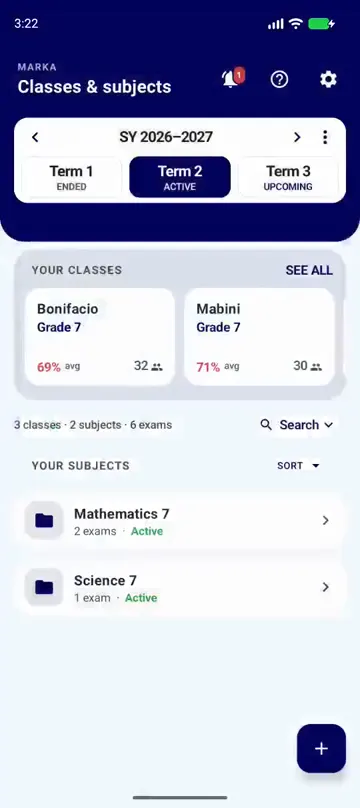 3:22
MARKA
Classes & subjects
1
SY 2026–2027
Term 1
ENDED
Term 2
ACTIVE
Term 3
UPCOMING
YOUR CLASSES
SEE ALL
Bonifacio
Grade 7
69% avg
32
Mabini
Grade 7
71% avg
30
3 classes · 2 subjects · 6 exams
Search
YOUR SUBJECTS
SORT
Mathematics 7
2 exams · Active
Science 7
1 exam · Active